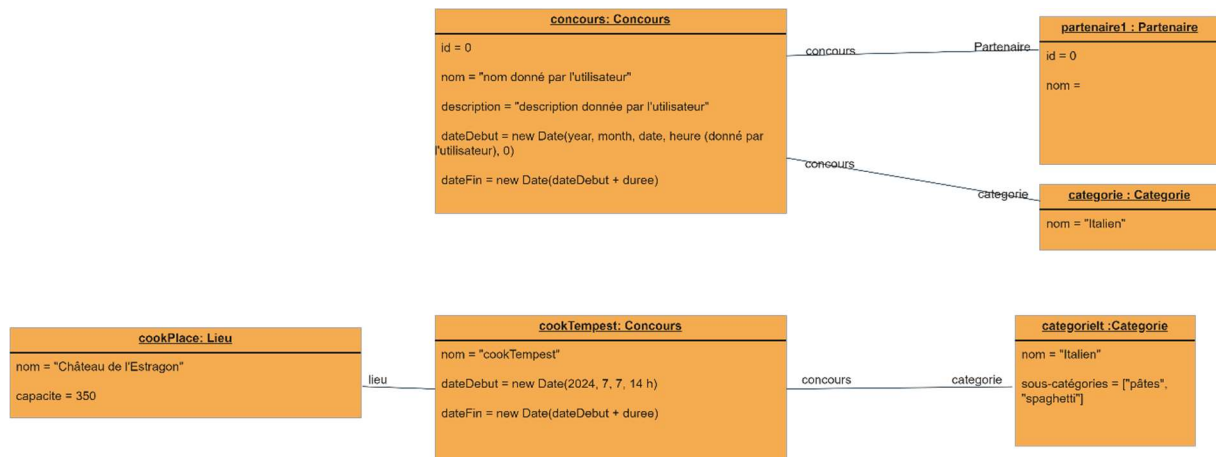 concours: Concours
id = 0
nom = "nom donné par l'utilisateur"
description = "description donnée par l'utilisateur"
dateDebut = new Date(year, month, date, heure (donné par
l'utilisateur), 0)
dateFin = new Date(dateDebut + duree)
concours
Partenaire
partenaire1 : Partenaire
id = 0
nom =
concours
categorie
categorie : Categorie
nom = "Italien"
cookPlace: Lieu
nom = "Château de l'Estragon"
capacite = 350
lieu
cookTempest: Concours
nom = "cookTempest"
dateDebut = new Date(2024, 7, 7, 14 h)
dateFin = new Date(dateDebut + duree)
concours
categorie
categorieIt :Categorie
nom = "Italien"
sous-catégories = ["pâtes",
"spaghetti"]